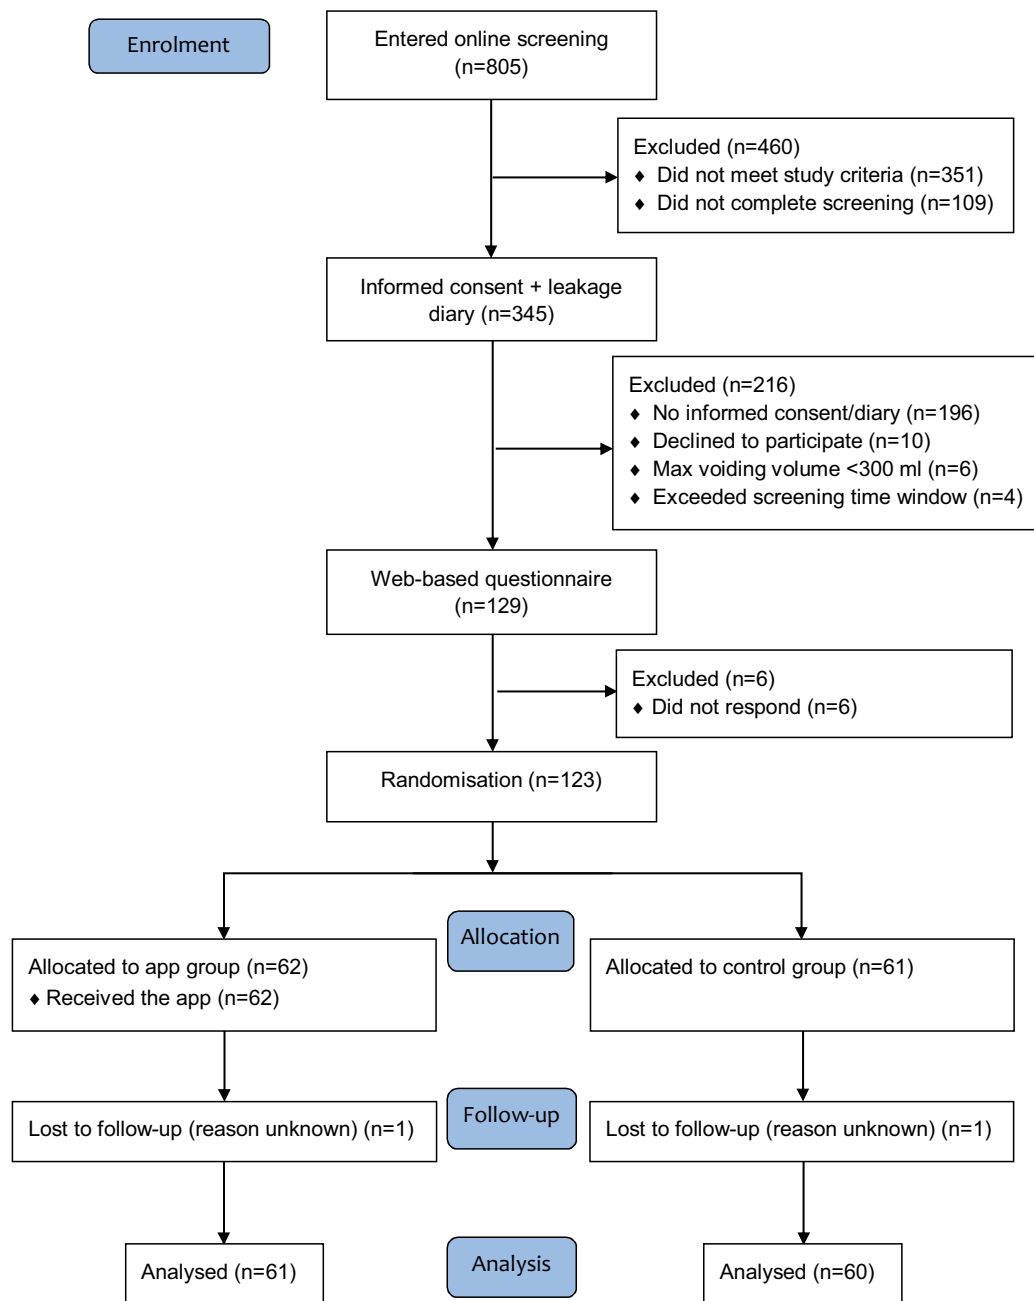 Enrolment
Entered online screening
(n=805)
Excluded (n=460)
♦ Did not meet study criteria (n=351)
♦ Did not complete screening (n=109)
Informed consent + leakage
diary (n=345)
Excluded (n=216)
♦ No informed consent/diary (n=196)
♦ Declined to participate (n=10)
♦ Max voiding volume <300 ml (n=6)
♦ Exceeded screening time window (n=4)
Web-based questionnaire
(n=129)
Excluded (n=6)
♦ Did not respond (n=6)
Randomisation (n=123)
Allocation
Allocated to app group (n=62)
♦ Received the app (n=62)
Allocated to control group (n=61)
Follow-up
Lost to follow-up (reason unknown) (n=1)
Lost to follow-up (reason unknown) (n=1)
Analysis
Analysed (n=61)
Analysed (n=60)